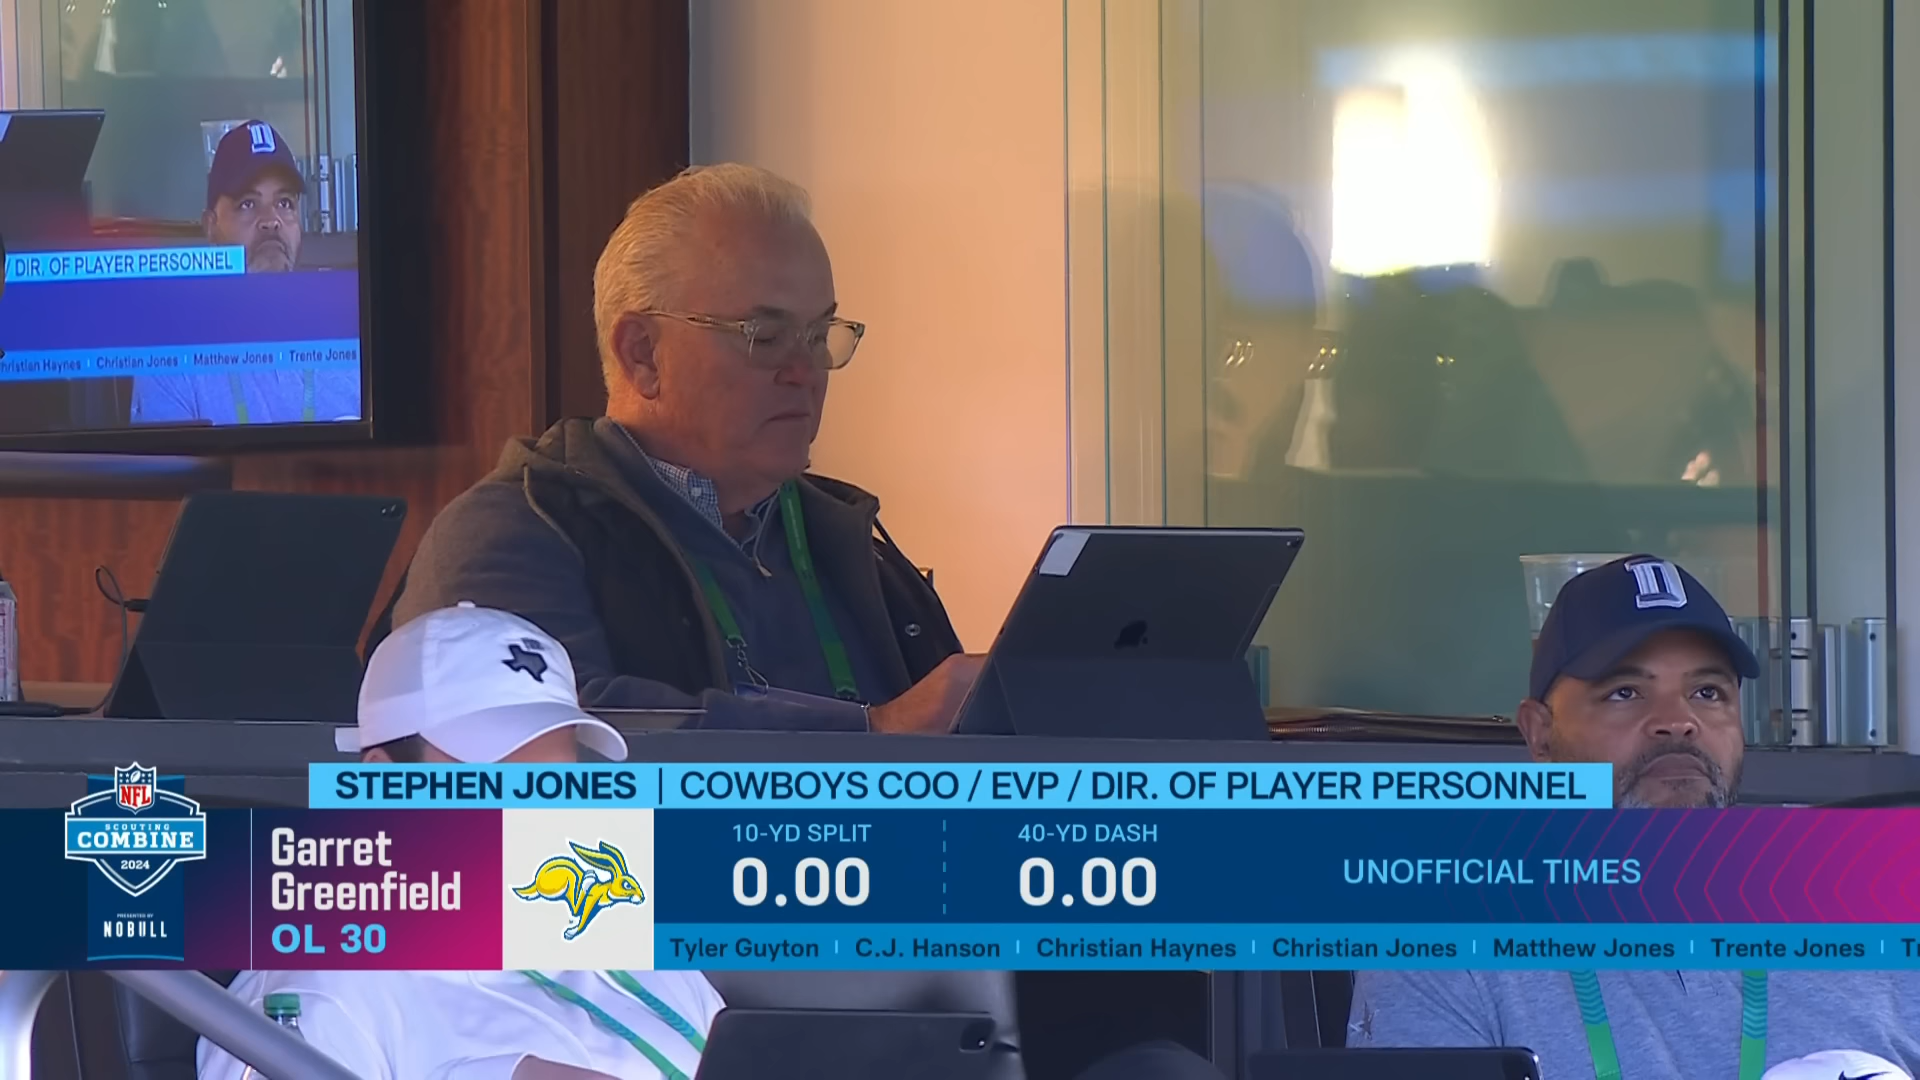 / DIR. OF PLAYER PERSONNEL
Christian Jones | Matthew Jones | Trente Jones
D
D
STEPHEN JONES | COWBOYS COO / EVP / DIR. OF PLAYER PERSONNEL
NFL
SCOUTING
COMBINE
2024
PRESENTED BY
NOBULL
Garret
Greenfield
OL 30
10-YD SPLIT
0.00
40-YD DASH
0.00
UNOFFICIAL TIMES
Tyler Guyton | C.J. Hanson | Christian Haynes | Christian Jones | Matthew Jones | Trente Jones |